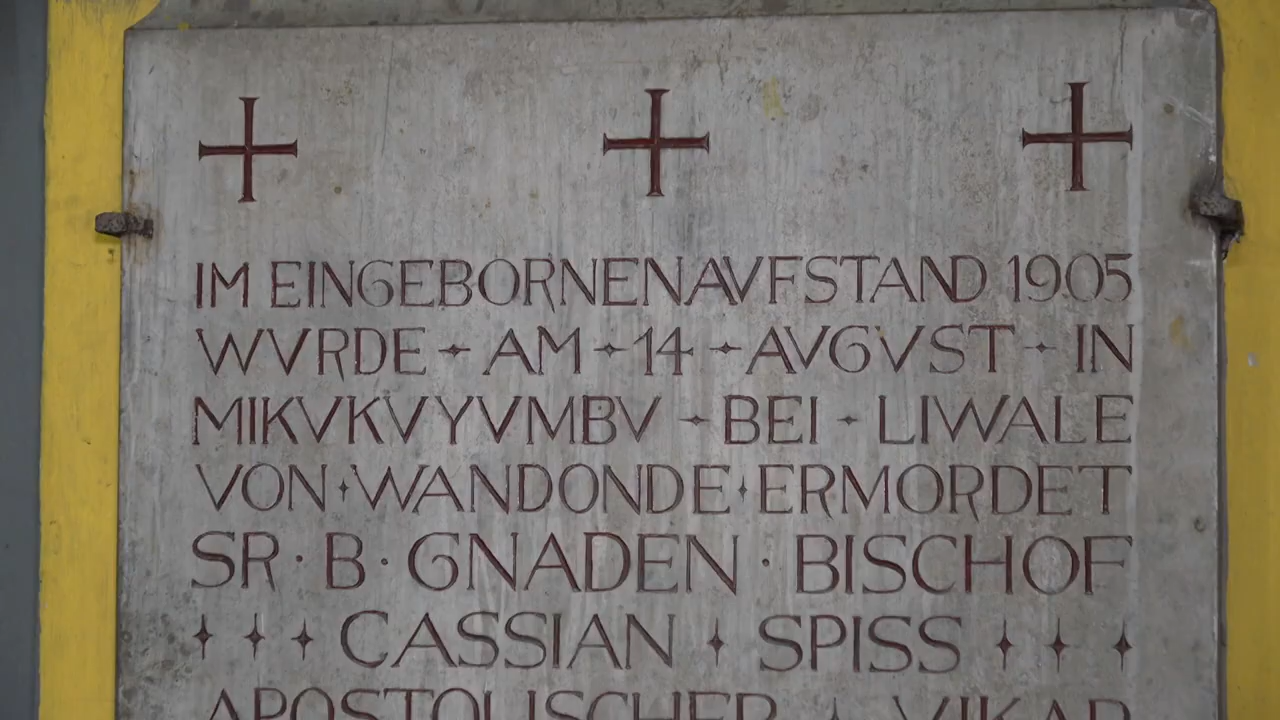 IM EINGEBORNENAVFSTAND 1905
WVRDE ✦ AM ✦ 14 ✦ AVGVST ✦ IN
MIKVKVYVMBV ✦ BEI ✦ LIWALE
VON ✦ WANDONDE ✦ ERMORDET
SR · B · GNADEN · BISCHOF
✦ ✦ ✦ CASSIAN ✦ SPISS ✦ ✦ ✦
APOSTOLISCHER ✦ VIKAR